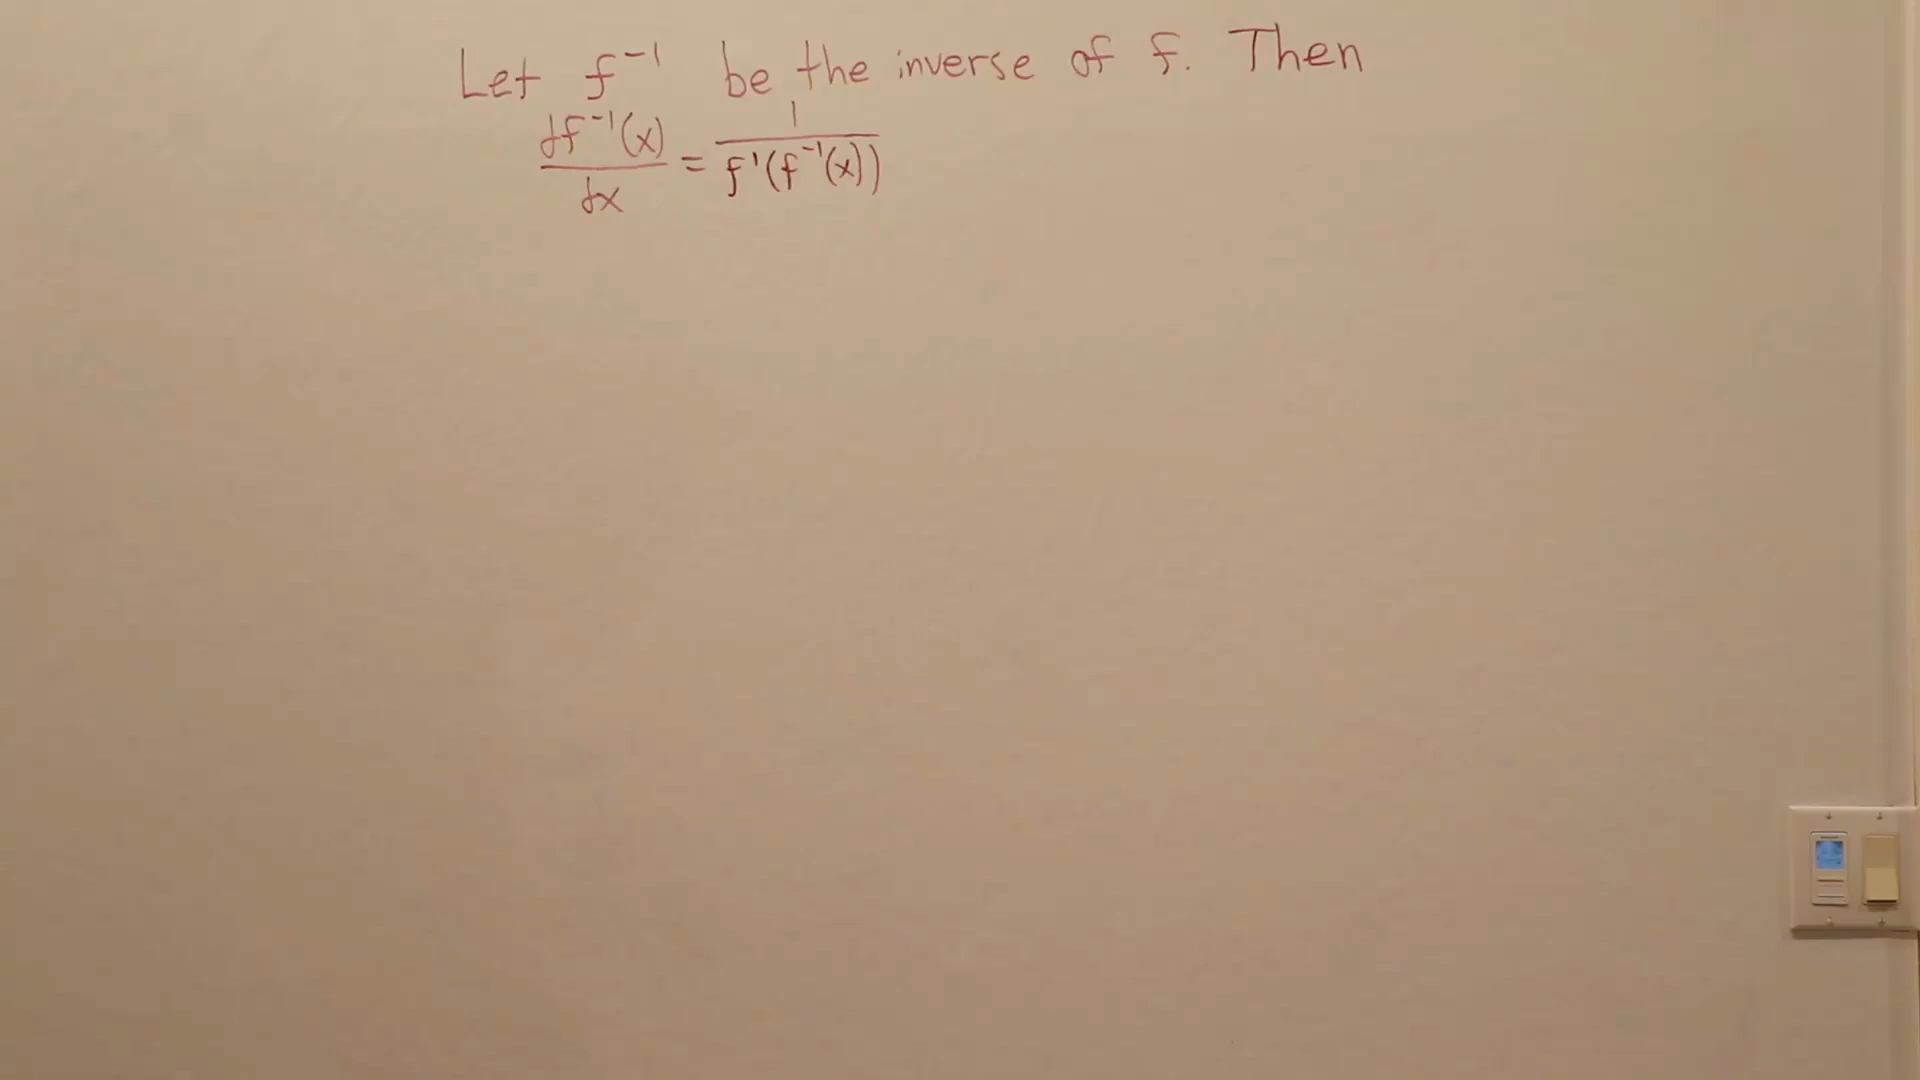 Let f⁻¹ be the inverse of f. Then
df⁻¹(x)/dx = 1/f'(f⁻¹(x))